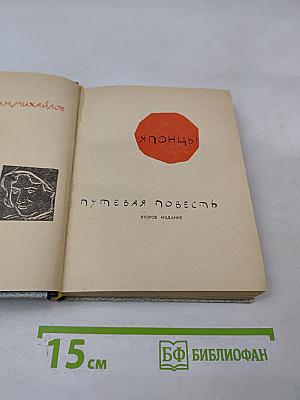 Н.Н.МИХАЙЛОВ
ЯПОНЦЫ
ПУТЕВАЯ ПОВЕСТЬ
ВТОРОЕ ИЗДАНИЕ
15 см
БФ БИБЛИОФАН